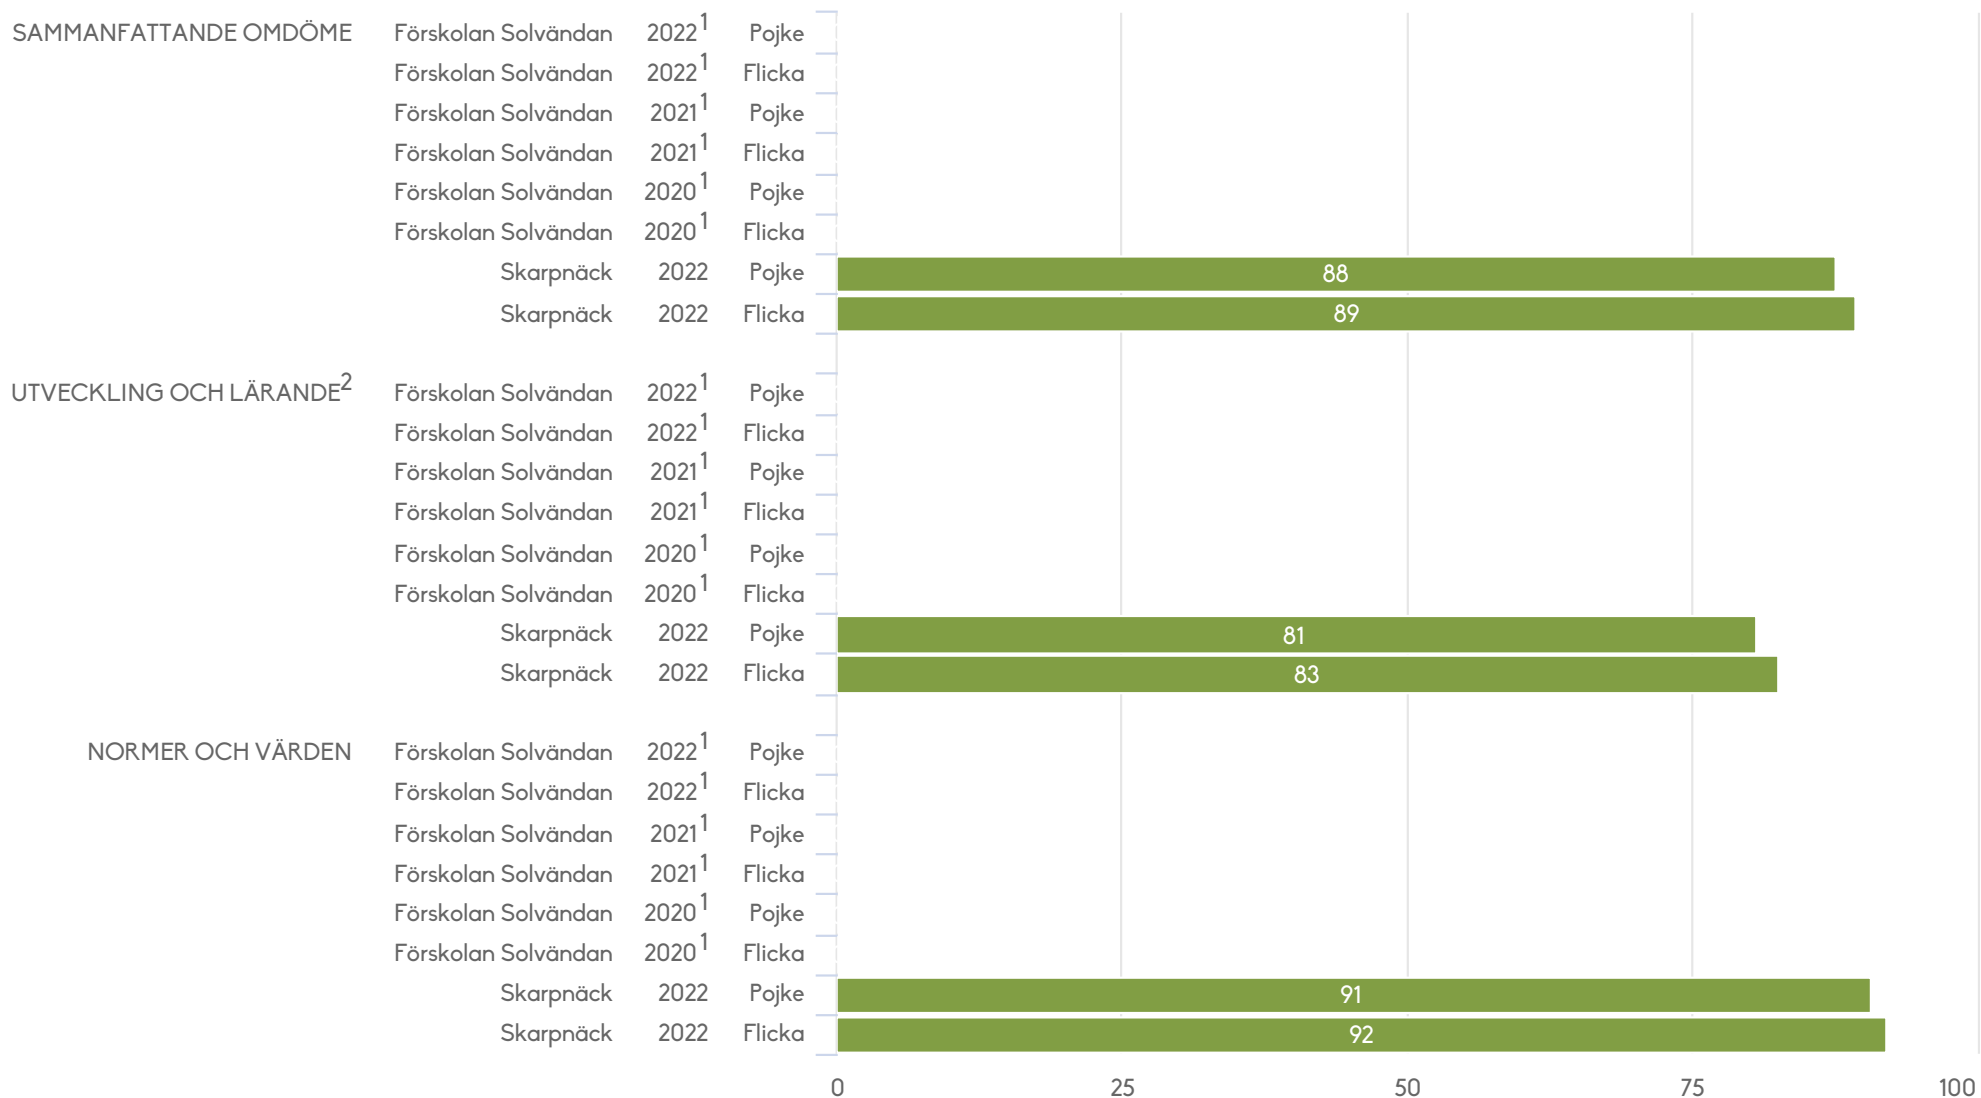 SAMMANFATTANDE OMDÖME Förskolan Solvändan 2022¹ Pojke
Förskolan Solvändan 2022¹ Flicka
Förskolan Solvändan 2021¹ Pojke
Förskolan Solvändan 2021¹ Flicka
Förskolan Solvändan 2020¹ Pojke
Förskolan Solvändan 2020¹ Flicka
Skarpnäck 2022 Pojke 88
Skarpnäck 2022 Flicka 89
UTVECKLING OCH LÄRANDE² Förskolan Solvändan 2022¹ Pojke
Förskolan Solvändan 2022¹ Flicka
Förskolan Solvändan 2021¹ Pojke
Förskolan Solvändan 2021¹ Flicka
Förskolan Solvändan 2020¹ Pojke
Förskolan Solvändan 2020¹ Flicka
Skarpnäck 2022 Pojke 81
Skarpnäck 2022 Flicka 83
NORMER OCH VÄRDEN Förskolan Solvändan 2022¹ Pojke
Förskolan Solvändan 2022¹ Flicka
Förskolan Solvändan 2021¹ Pojke
Förskolan Solvändan 2021¹ Flicka
Förskolan Solvändan 2020¹ Pojke
Förskolan Solvändan 2020¹ Flicka
Skarpnäck 2022 Pojke 91
Skarpnäck 2022 Flicka 92
0 25 50 75 100